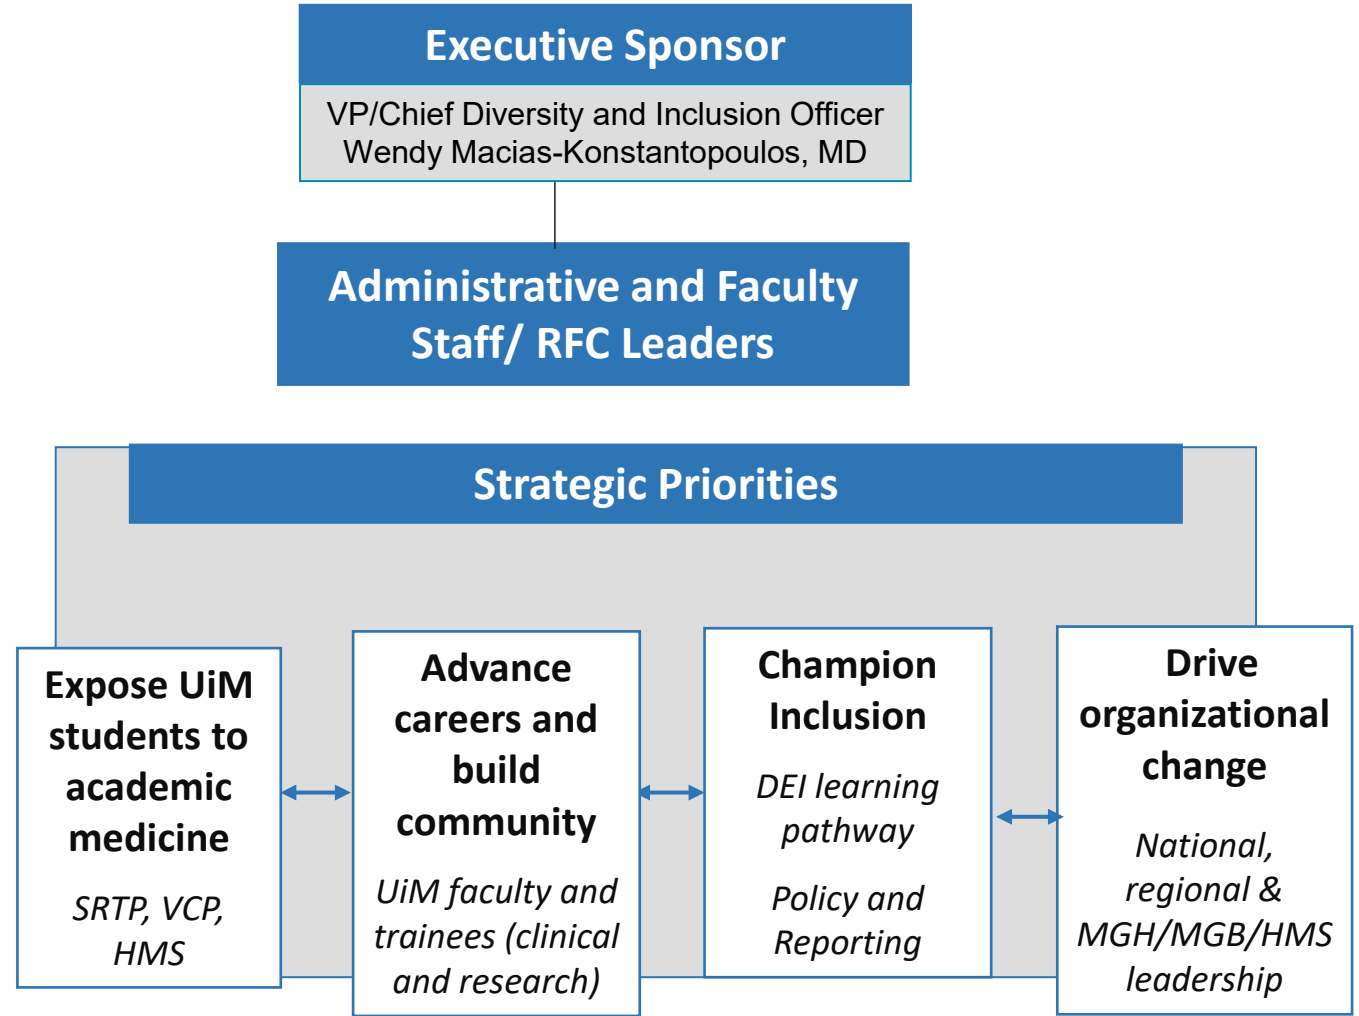 Executive Sponsor
VP/Chief Diversity and Inclusion Officer
Wendy Macias-Konstantopoulos, MD
Administrative and Faculty
Staff/ RFC Leaders
Strategic Priorities
Expose UiM
students to
academic
medicine
SRTP, VCP,
HMS
Advance
careers and
build
community
UiM faculty and
trainees (clinical
and research)
Champion
Inclusion
DEI learning
pathway
Policy and
Reporting
Drive
organizational
change
National,
regional &
MGH/MGB/HMS
leadership